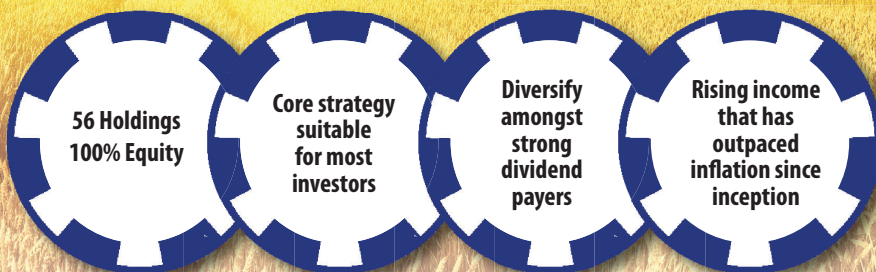 56 Holdings
100% Equity
Core strategy
suitable
for most
investors
Diversify
amongst
strong
dividend
payers
Rising income
that has
outpaced
inflation since
inception